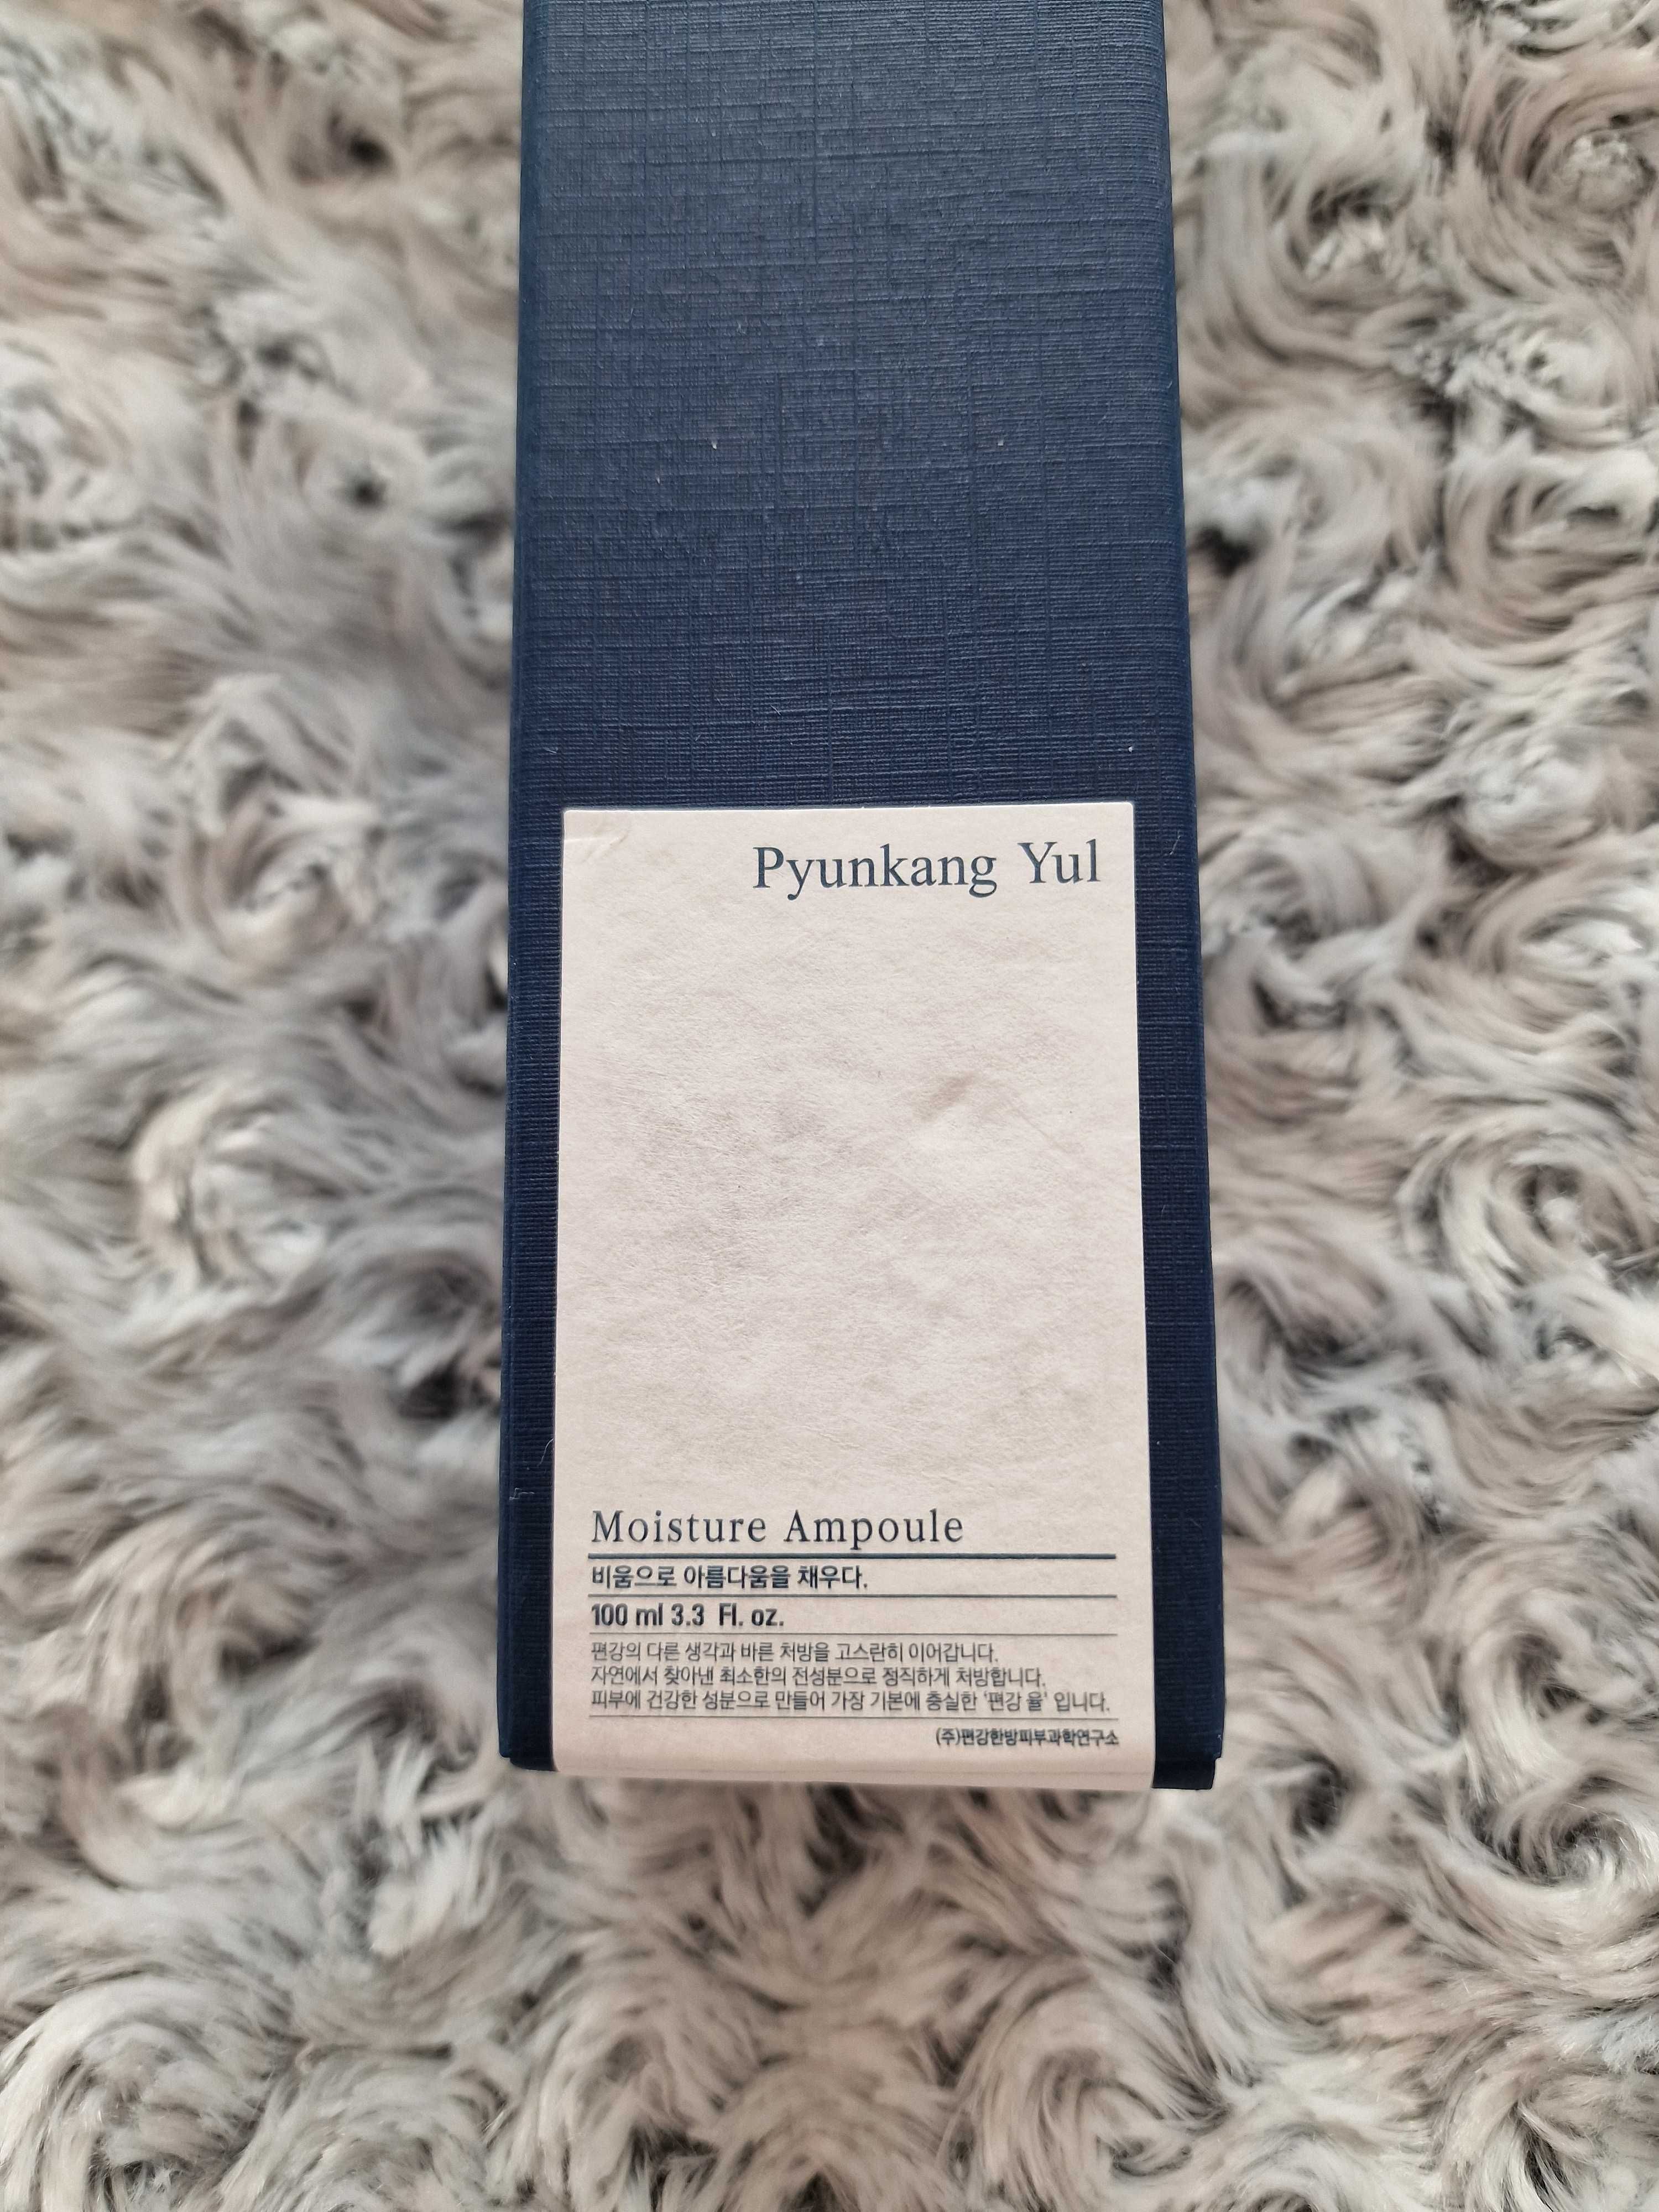 Pyunkang Yul
Moisture Ampoule
비움으로 아름다움을 채우다.
100 ml 3.3 Fl. oz.
편강의 다른 생각과 바른 처방을 고스란히 이어갑니다.
자연에서 찾아낸 최소한의 전성분으로 정직하게 처방합니다.
피부에 건강한 성분으로 만들어 가장 기본에 충실한 '편강 율' 입니다.
(주)편강한방피부과학연구소